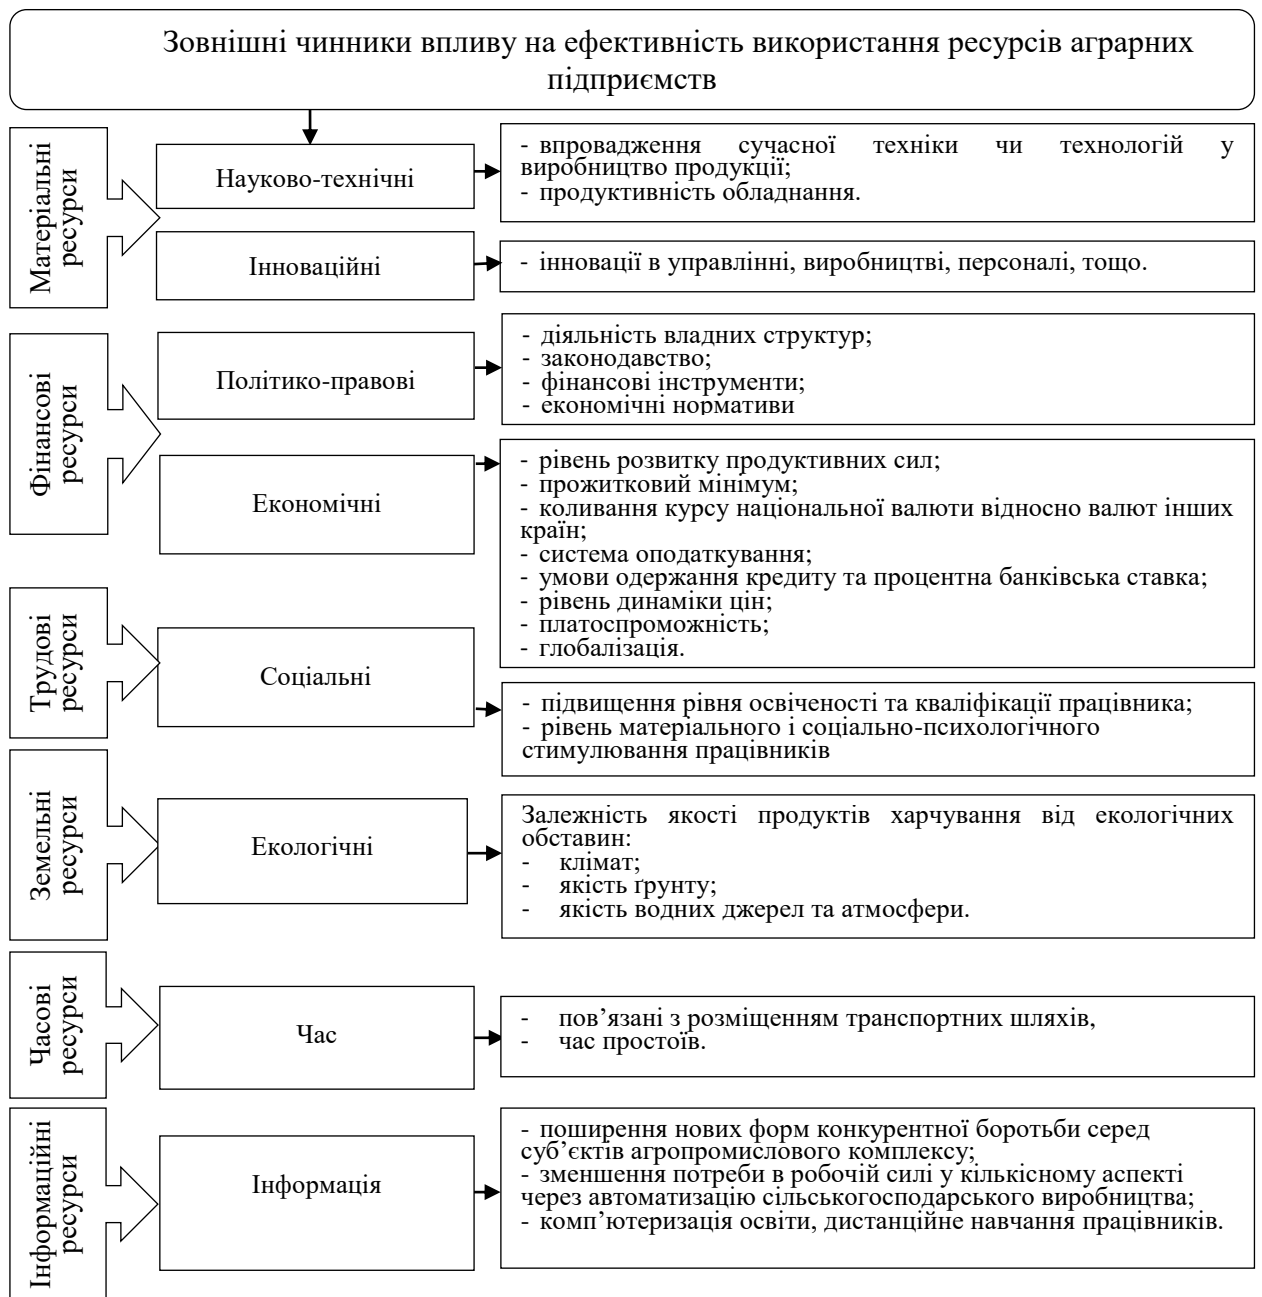 Зовнішні чинники впливу на ефективність використання ресурсів аграрних
підприємств
Матеріальні
ресурси
Науково-технічні
- впровадження сучасної техніки чи технологій у
виробництво продукції;
- продуктивність обладнання.
Інноваційні
- інновації в управлінні, виробництві, персоналі, тощо.
Фінансові
ресурси
Політико-правові
- діяльність владних структур;
- законодавство;
- фінансові інструменти;
- економічні нормативи
Економічні
- рівень розвитку продуктивних сил;
- прожитковий мінімум;
- коливання курсу національної валюти відносно валют інших
країн;
- система оподаткування;
- умови одержання кредиту та процентна банківська ставка;
- рівень динаміки цін;
- платоспроможність;
- глобалізація.
Трудові
ресурси
Соціальні
- підвищення рівня освіченості та кваліфікації працівника;
- рівень матеріального і соціально-психологічного
стимулювання працівників
Земельні
ресурси
Екологічні
Залежність якості продуктів харчування від екологічних
обставин:
- клімат;
- якість ґрунту;
- якість водних джерел та атмосфери.
Часові
ресурси
Час
- пов’язані з розміщенням транспортних шляхів,
- час простоїв.
Інформаційні
ресурси
Інформація
- поширення нових форм конкурентної боротьби серед
суб’єктів агропромислового комплексу;
- зменшення потреби в робочій силі у кількісному аспекті
через автоматизацію сільськогосподарського виробництва;
- комп’ютеризація освіти, дистанційне навчання працівників.